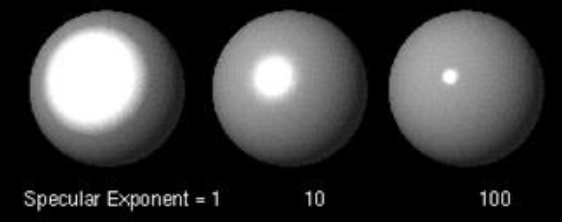 Specular Exponent = 1 10 100